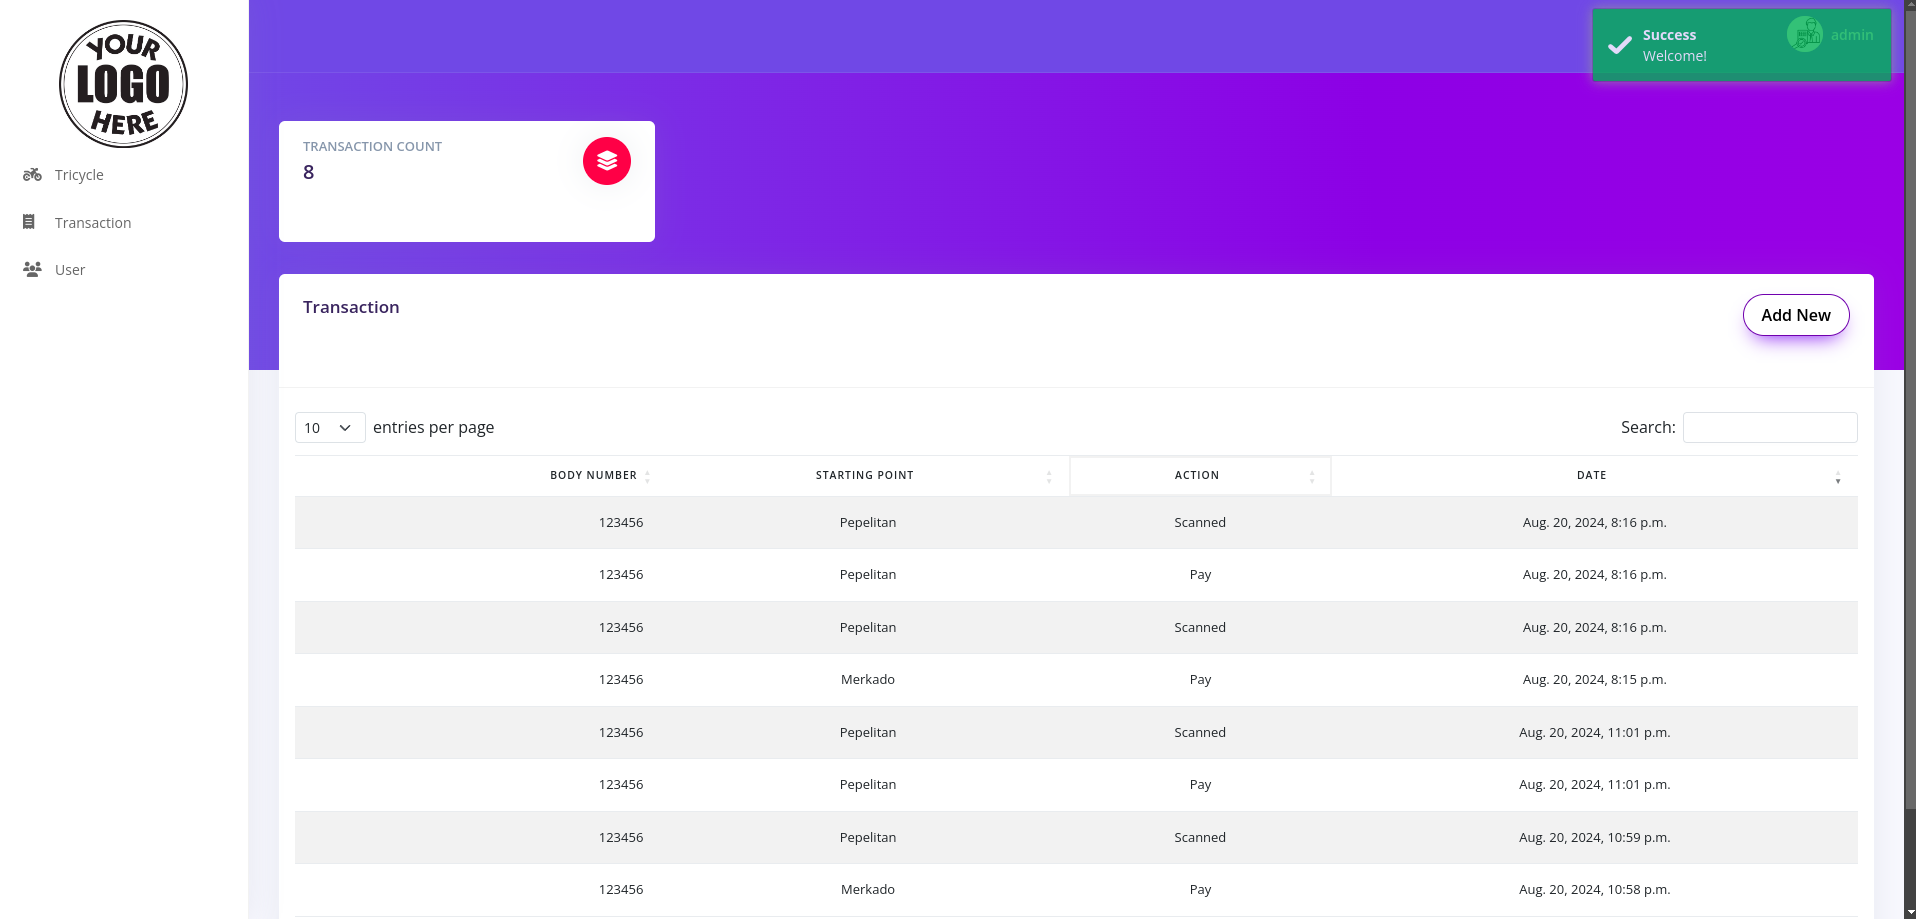 YOUR
LOGO
HERE
Tricycle
Transaction
User
Success
Welcome!
admin
TRANSACTION COUNT
8
Transaction
Add New
10 entries per page
Search:
BODY NUMBER STARTING POINT ACTION DATE
123456 Pepelitan Scanned Aug. 20, 2024, 8:16 p.m.
123456 Pepelitan Pay Aug. 20, 2024, 8:16 p.m.
123456 Pepelitan Scanned Aug. 20, 2024, 8:16 p.m.
123456 Merkado Pay Aug. 20, 2024, 8:15 p.m.
123456 Pepelitan Scanned Aug. 20, 2024, 11:01 p.m.
123456 Pepelitan Pay Aug. 20, 2024, 11:01 p.m.
123456 Pepelitan Scanned Aug. 20, 2024, 10:59 p.m.
123456 Merkado Pay Aug. 20, 2024, 10:58 p.m.